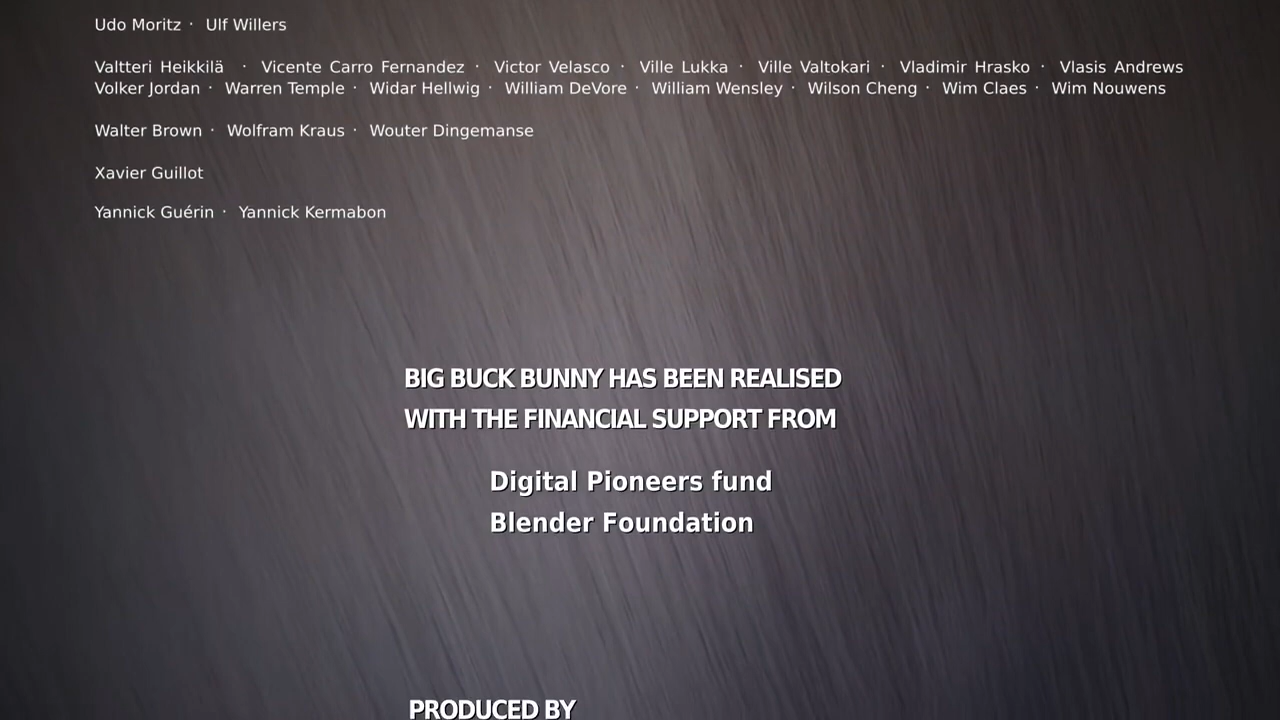 Udo Moritz · Ulf Willers
Valtteri Heikkilä · Vicente Carro Fernandez · Victor Velasco · Ville Lukka · Ville Valtokari · Vladimir Hrasko · Vlasis Andrews
Volker Jordan · Warren Temple · Widar Hellwig · William DeVore · William Wensley · Wilson Cheng · Wim Claes · Wim Nouwens
Walter Brown · Wolfram Kraus · Wouter Dingemanse
Xavier Guillot
Yannick Guérin · Yannick Kermabon
BIG BUCK BUNNY HAS BEEN REALISED
WITH THE FINANCIAL SUPPORT FROM
Digital Pioneers fund
Blender Foundation
PRODUCED BY